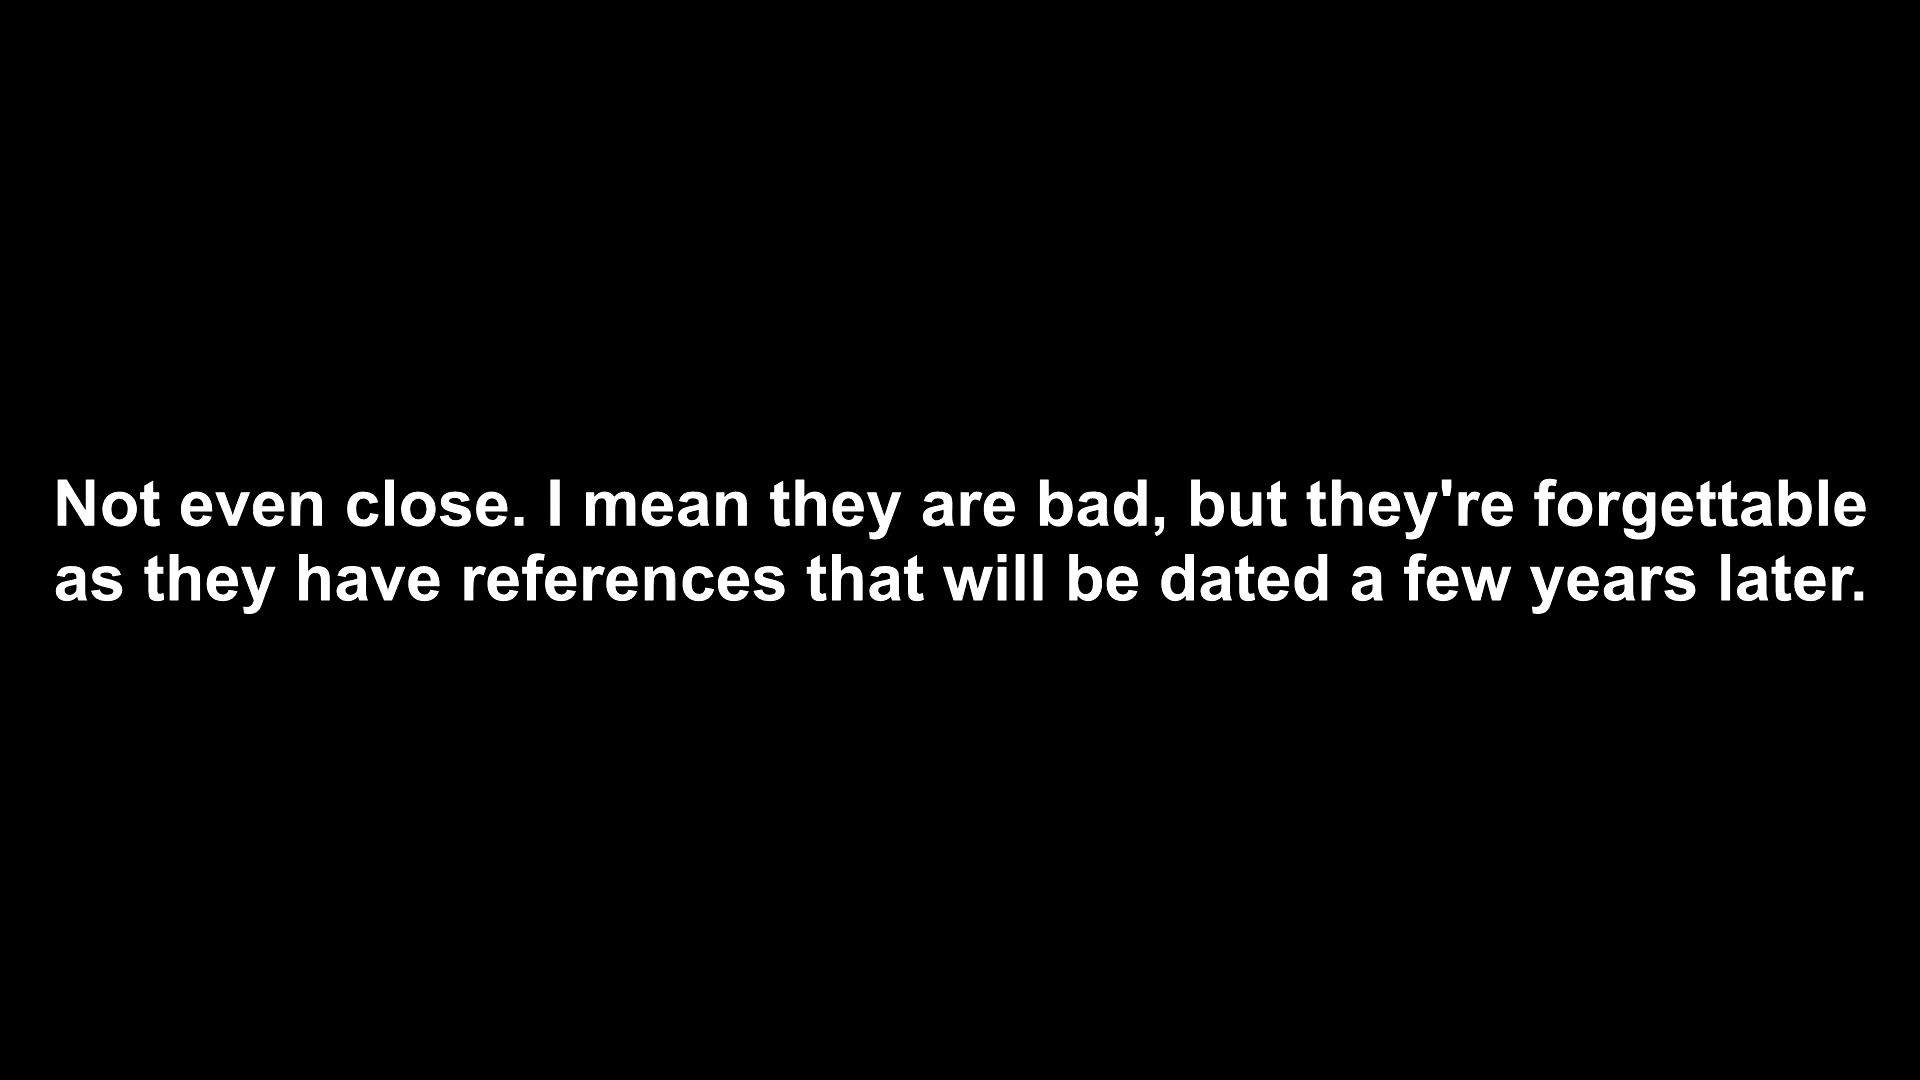 Not even close. I mean they are bad, but they're forgettable
as they have references that will be dated a few years later.